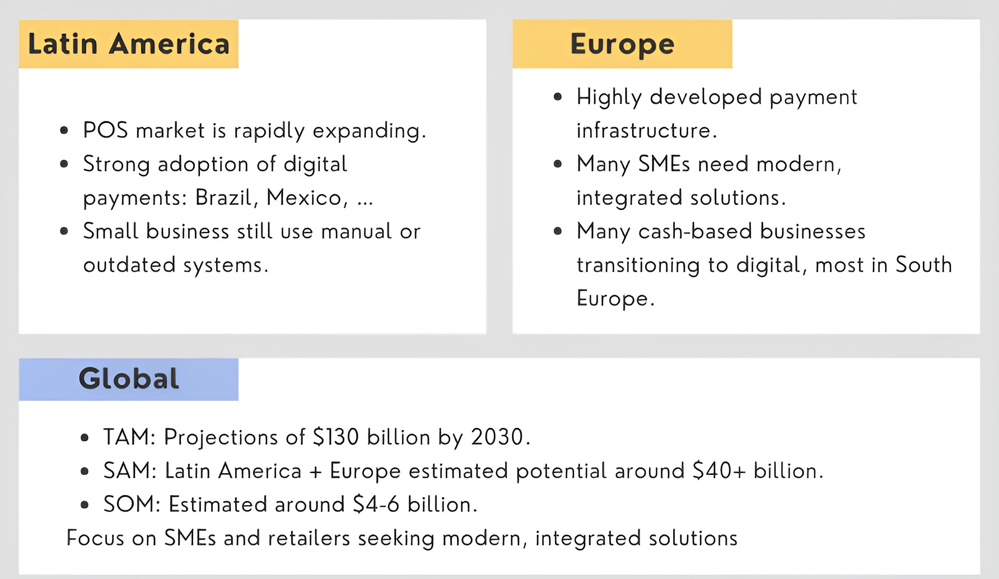 Latin America
• POS market is rapidly expanding.
• Strong adoption of digital
payments: Brazil, Mexico, ...
• Small business still use manual or
outdated systems.
Europe
• Highly developed payment
infrastructure.
• Many SMEs need modern,
integrated solutions.
• Many cash-based businesses
transitioning to digital, most in South
Europe.
Global
• TAM: Projections of $130 billion by 2030.
• SAM: Latin America + Europe estimated potential around $40+ billion.
• SOM: Estimated around $4-6 billion.
Focus on SMEs and retailers seeking modern, integrated solutions